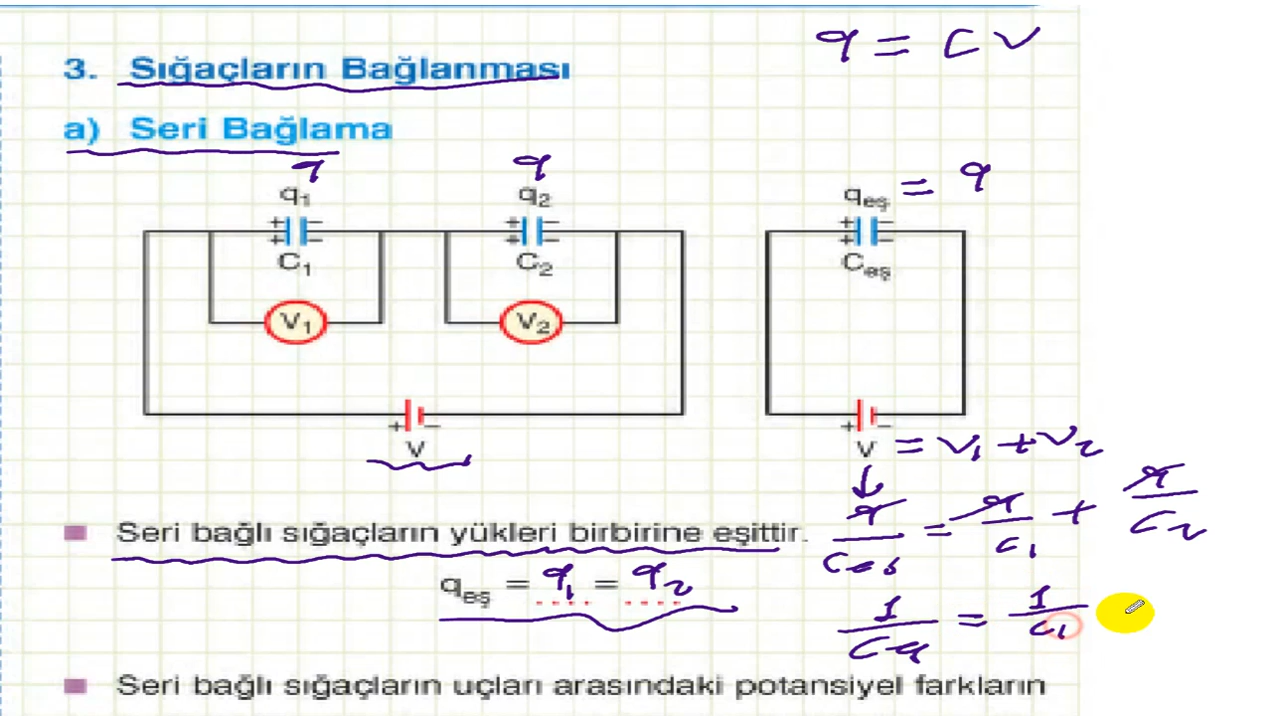 q = CV
3. Sığaçların Bağlanması
a) Seri Bağlama
q q
q1 q2 qeş = q
+ − + − + −
+ − + − + −
C1 C2 Ceş
V1 V2
+ − + −
V V = V1 + V2
q/Ceş = q/C1 + q/C2
Seri bağlı sığaçların yükleri birbirine eşittir.
qeş = q1 = q2
1/Ceş = 1/C1
Seri bağlı sığaçların uçları arasındaki potansiyel farkların